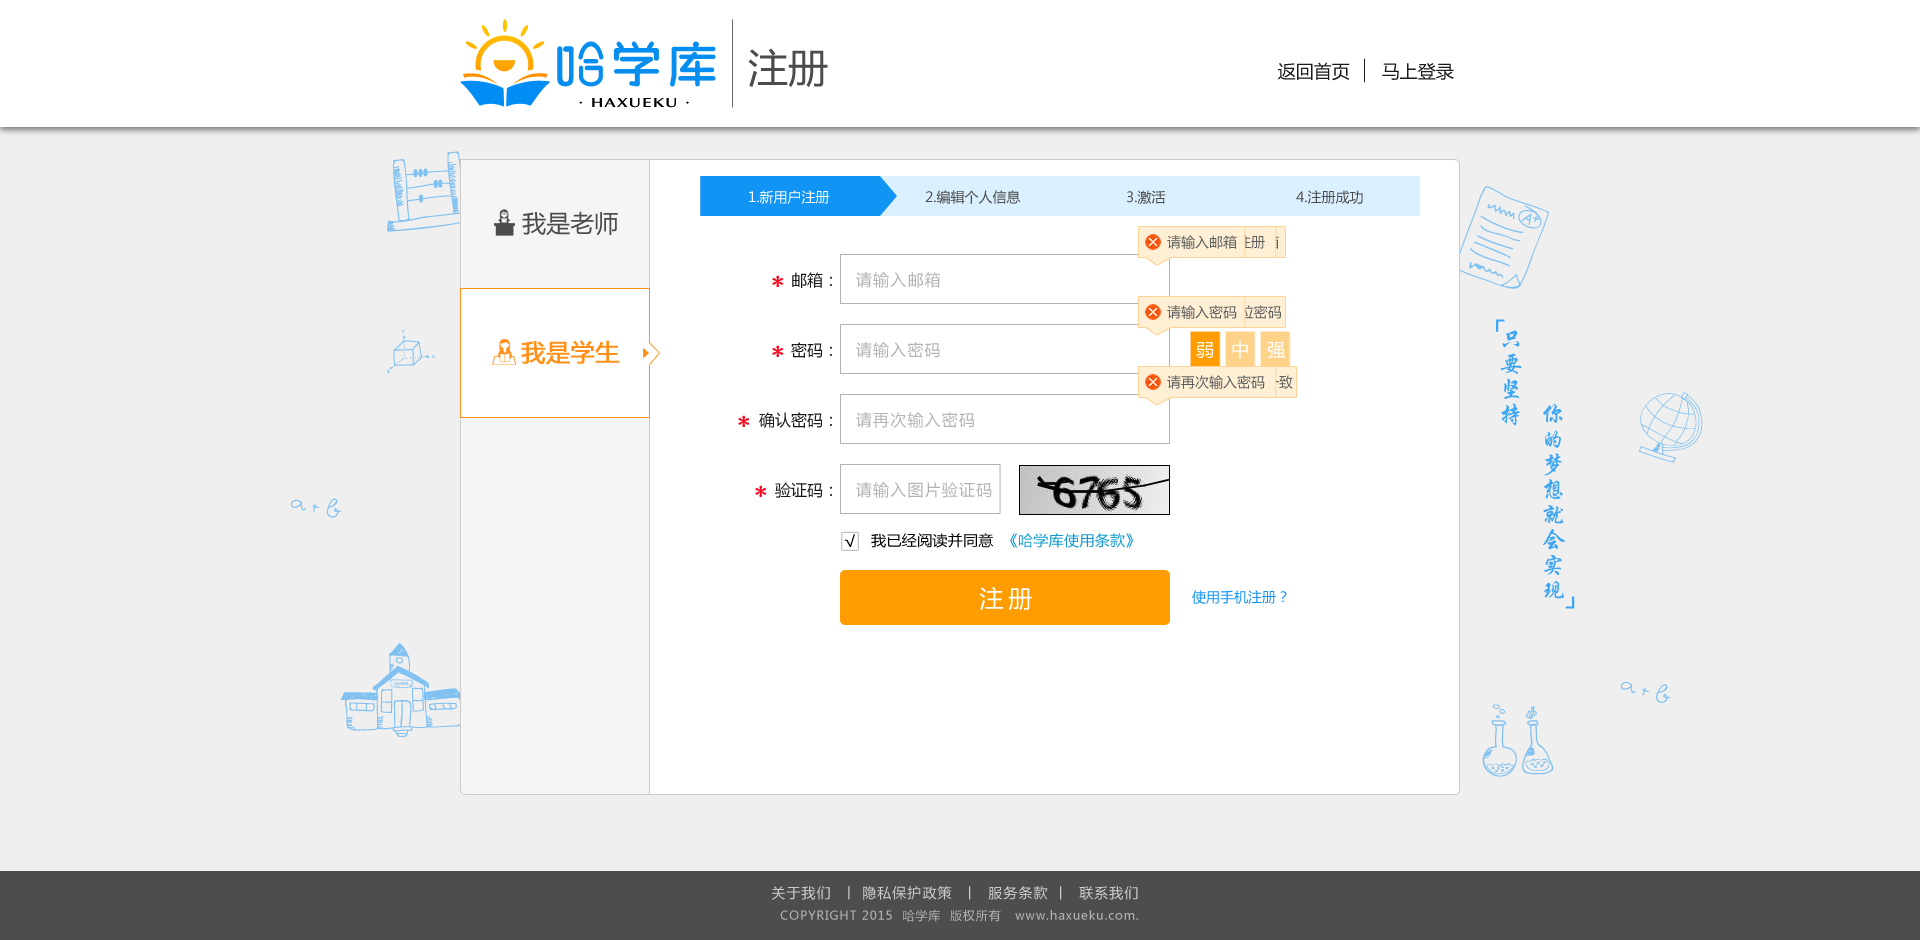 哈学库
· HAXUEKU ·
注册
返回首页
马上登录
我是老师
我是学生
1.新用户注册
2.编辑个人信息
3.激活
4.注册成功
请输入邮箱
注册
* 邮箱：
请输入邮箱
请输入密码
位密码
* 密码：
请输入密码
弱 中 强
请再次输入密码
一致
* 确认密码：
请再次输入密码
* 验证码：
请输入图片验证码
6765
√ 我已经阅读并同意 《哈学库使用条款》
注 册
使用手机注册？
A+
「只要坚持
你的梦想就会实现」
a + b
a + b
关于我们 | 隐私保护政策 | 服务条款 | 联系我们
COPYRIGHT 2015 哈学库 版权所有 www.haxueku.com.